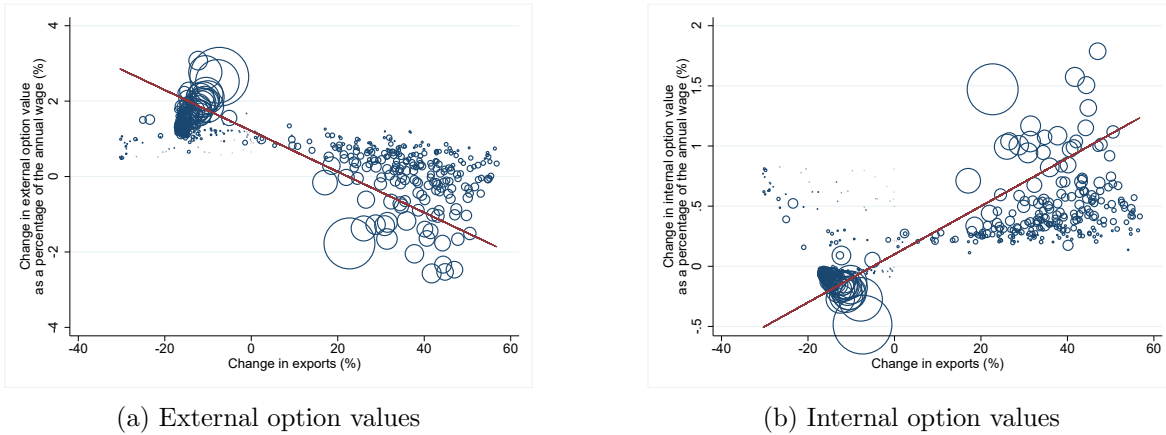 Change in external option value
as a percentage of the annual wage (%)
4
2
0
-2
-4
-40
-20
0
20
40
60
Change in exports (%)
(a) External option values
Change in internal option value
as a percentage of the annual wage (%)
2
1.5
1
.5
0
-.5
-40
-20
0
20
40
60
Change in exports (%)
(b) Internal option values